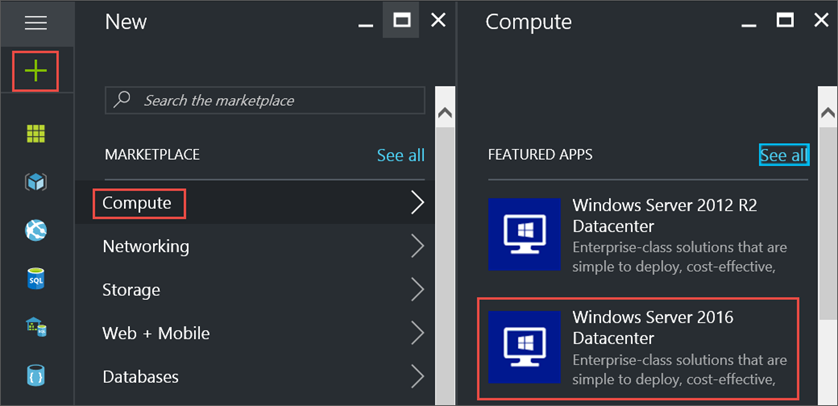 New
Search the marketplace
MARKETPLACE
See all
Compute
Networking
Storage
Web + Mobile
Databases
SQL
Compute
FEATURED APPS
See all
Windows Server 2012 R2
Datacenter
Enterprise-class solutions that are
simple to deploy, cost-effective,
Windows Server 2016
Datacenter
Enterprise-class solutions that are
simple to deploy, cost-effective,